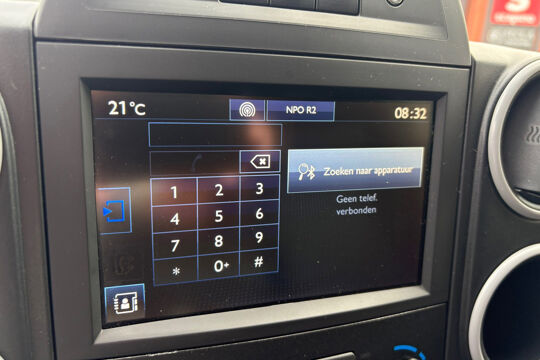 21°C
NPO R2
08:32
Zoeken naar apparatuur
Geen telef.
verbonden
1 2 3
4 5 6
7 8 9
* 0+ #